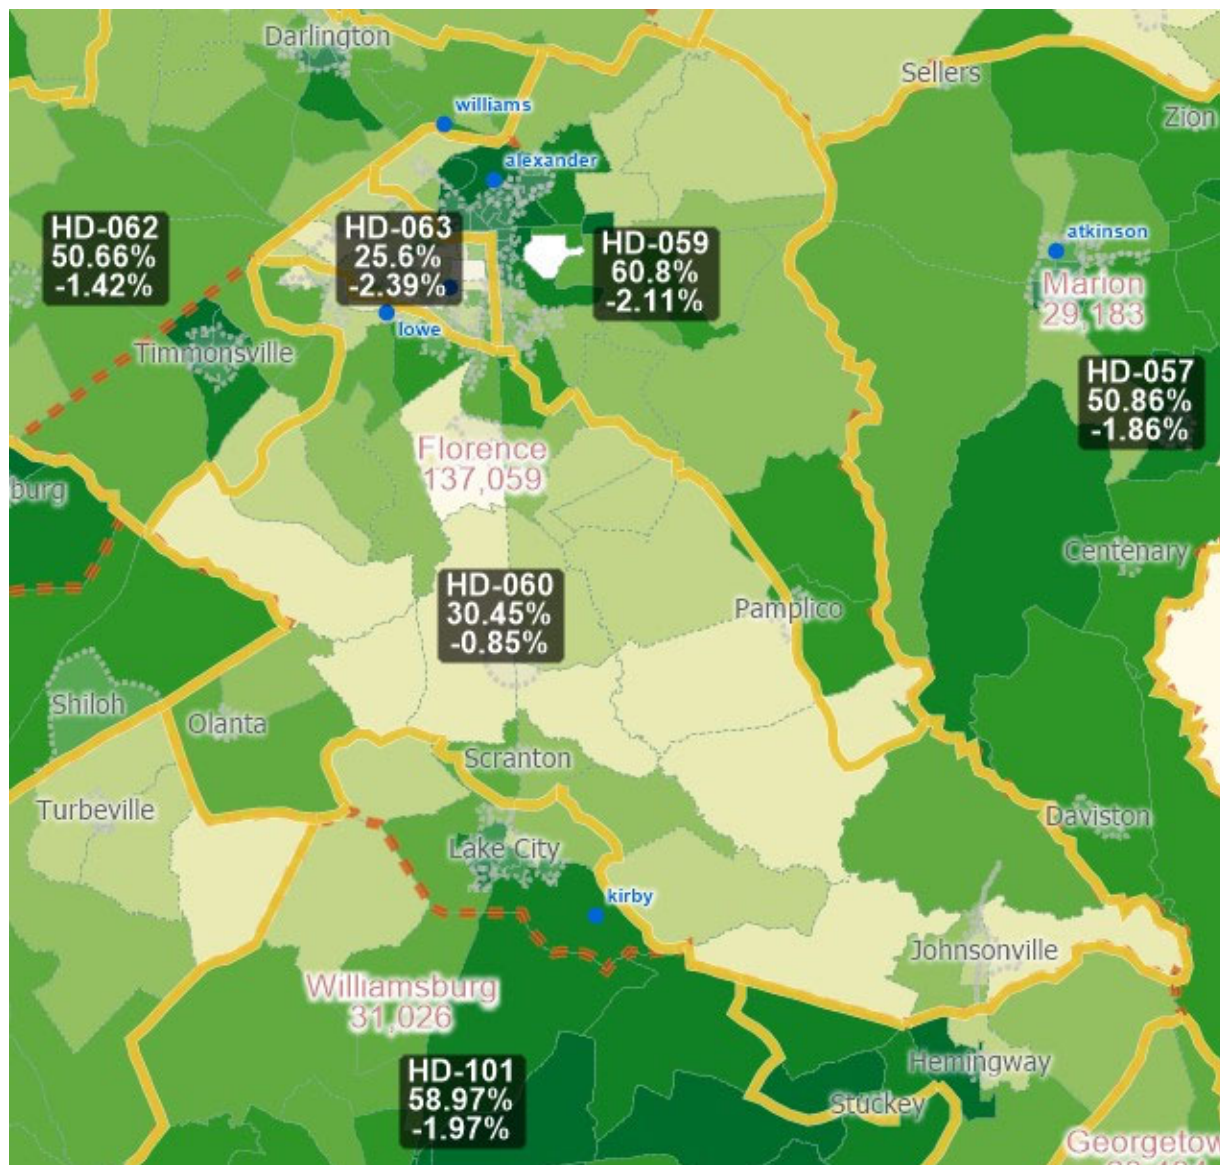 Darlington
Sellers
williams
Zion
alexander
HD-062
50.66%
-1.42%
HD-063
25.6%
-2.39%
HD-059
60.8%
-2.11%
atkinson
Marion
29,183
lowe
Timmonsville
HD-057
50.86%
-1.86%
Florence
137,059
burg
Centenary
HD-060
30.45%
-0.85%
Pamplico
Shiloh
Olanta
Scranton
Turbeville
Daviston
Lake City
kirby
Johnsonville
Williamsburg
31,026
Hemingway
HD-101
58.97%
-1.97%
Stuckey
Georgetow